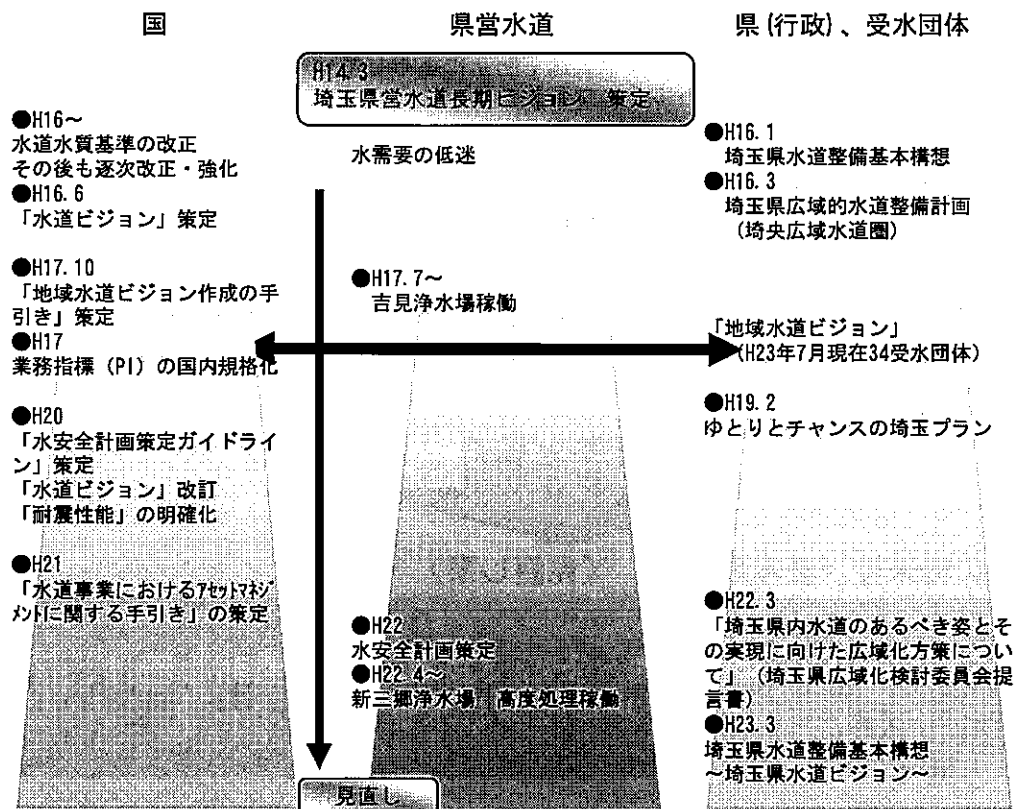 国
県営水道
県(行政)、受水団体
H14.3
埼玉県営水道長期ビジョン 策定
●H16～
水道水質基準の改正
その後も逐次改正・強化
●H16.6
「水道ビジョン」策定
●H17.10
「地域水道ビジョン作成の手
引き」策定
●H17
業務指標(PI)の国内規格化
●H20
「水安全計画策定ガイドライ
ン」策定
「水道ビジョン」改訂
「耐震性能」の明確化
●H21
「水道事業におけるアセットマネジ
メントに関する手引き」の策定
水需要の低迷
●H17.7～
吉見浄水場稼働
●H22
水安全計画策定
●H22.4～
新三郷浄水場 高度処理稼働
見直し
●H16.1
埼玉県水道整備基本構想
●H16.3
埼玉県広域的水道整備計画
(埼央広域水道圏)
「地域水道ビジョン」
(H23年7月現在34受水団体)
●H19.2
ゆとりとチャンスの埼玉プラン
●H22.3
「埼玉県内水道のあるべき姿とそ
の実現に向けた広域化方策につい
て」(埼玉県広域化検討委員会提
言書)
●H23.3
埼玉県水道整備基本構想
～埼玉県水道ビジョン～